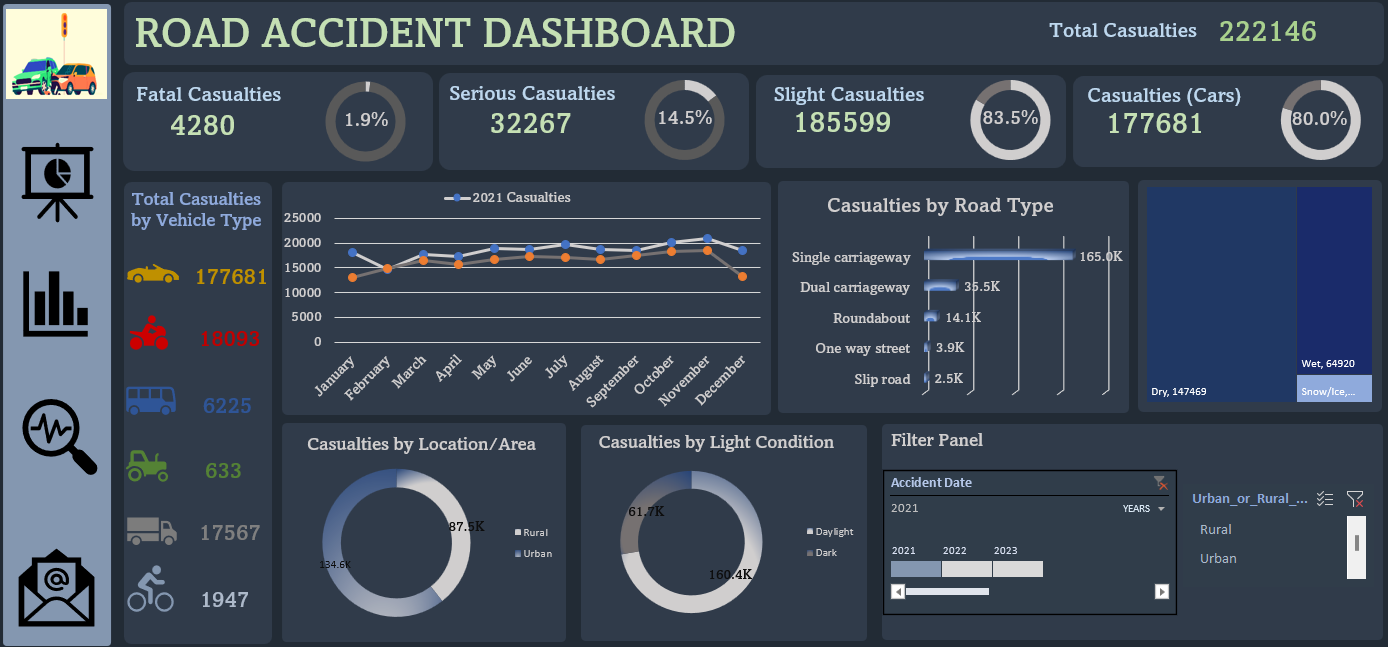 ROAD ACCIDENT DASHBOARD
Total Casualties 222146
Fatal Casualties
4280
1.9%
Serious Casualties
32267
14.5%
Slight Casualties
185599
83.5%
Casualties (Cars)
177681
80.0%
Total Casualties
by Vehicle Type
177681
18093
6225
633
17567
1947
2021 Casualties
25000
20000
15000
10000
5000
0
January
February
March
April
May
June
July
August
September
October
November
December
Casualties by Road Type
Single carriageway 165.0K
Dual carriageway 35.5K
Roundabout 14.1K
One way street 3.9K
Slip road 2.5K
Dry, 147469
Wet, 64920
Snow/Ice,...
Casualties by Location/Area
87.5K
134.6K
Rural
Urban
Casualties by Light Condition
61.7K
160.4K
Daylight
Dark
Filter Panel
Accident Date
2021 YEARS
2021 2022 2023
Urban_or_Rural_...
Rural
Urban
@